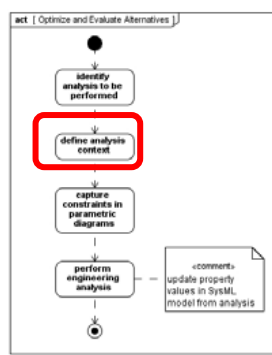 act [ Optimize and Evaluate Alternatives ]
identify
analysis to be
performed
define analysis
context
capture
constraints in
parametric
diagrams
perform
engineering
analysis
«comment»
update property
values in SysML
model from analysis